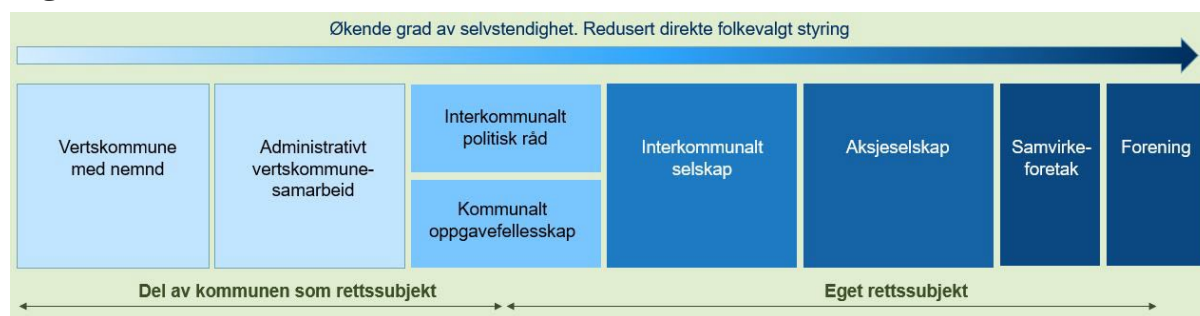 Økende grad av selvstendighet. Redusert direkte folkevalgt styring
Vertskommune
med nemnd
Administrativt
vertskommune-
samarbeid
Interkommunalt
politisk råd
Kommunalt
oppgavefellesskap
Interkommunalt
selskap
Aksjeselskap
Samvirke-
foretak
Forening
Del av kommunen som rettssubjekt
Eget rettssubjekt